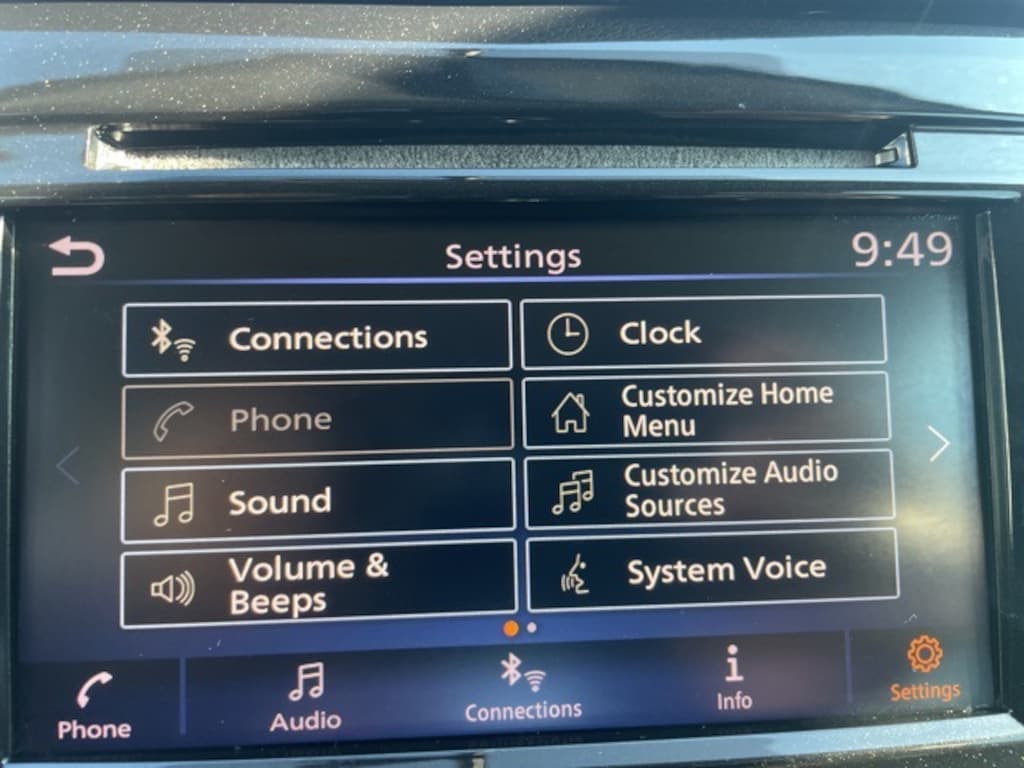 Settings
9:49
Connections
Clock
Phone
Customize Home
Menu
Sound
Customize Audio
Sources
Volume &
Beeps
System Voice
Phone
Audio
Connections
Info
Settings